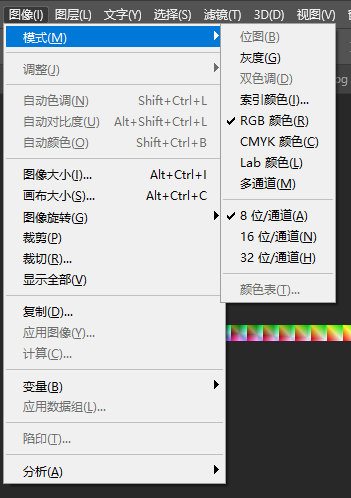 图像(I) 图层(L) 文字(Y) 选择(S) 滤镜(T) 3D(D) 视图(V)
模式(M)
调整(J)
自动色调(N) Shift+Ctrl+L
自动对比度(U) Alt+Shift+Ctrl+L
自动颜色(O) Shift+Ctrl+B
图像大小(I)... Alt+Ctrl+I
画布大小(S)... Alt+Ctrl+C
图像旋转(G)
裁剪(P)
裁切(R)...
显示全部(V)
复制(D)...
应用图像(Y)...
计算(C)...
变量(B)
应用数据组(L)...
陷印(T)...
分析(A)
位图(B)
灰度(G)
双色调(D)
索引颜色(I)...
RGB 颜色(R)
CMYK 颜色(C)
Lab 颜色(L)
多通道(M)
8 位/通道(A)
16 位/通道(N)
32 位/通道(H)
颜色表(T)...